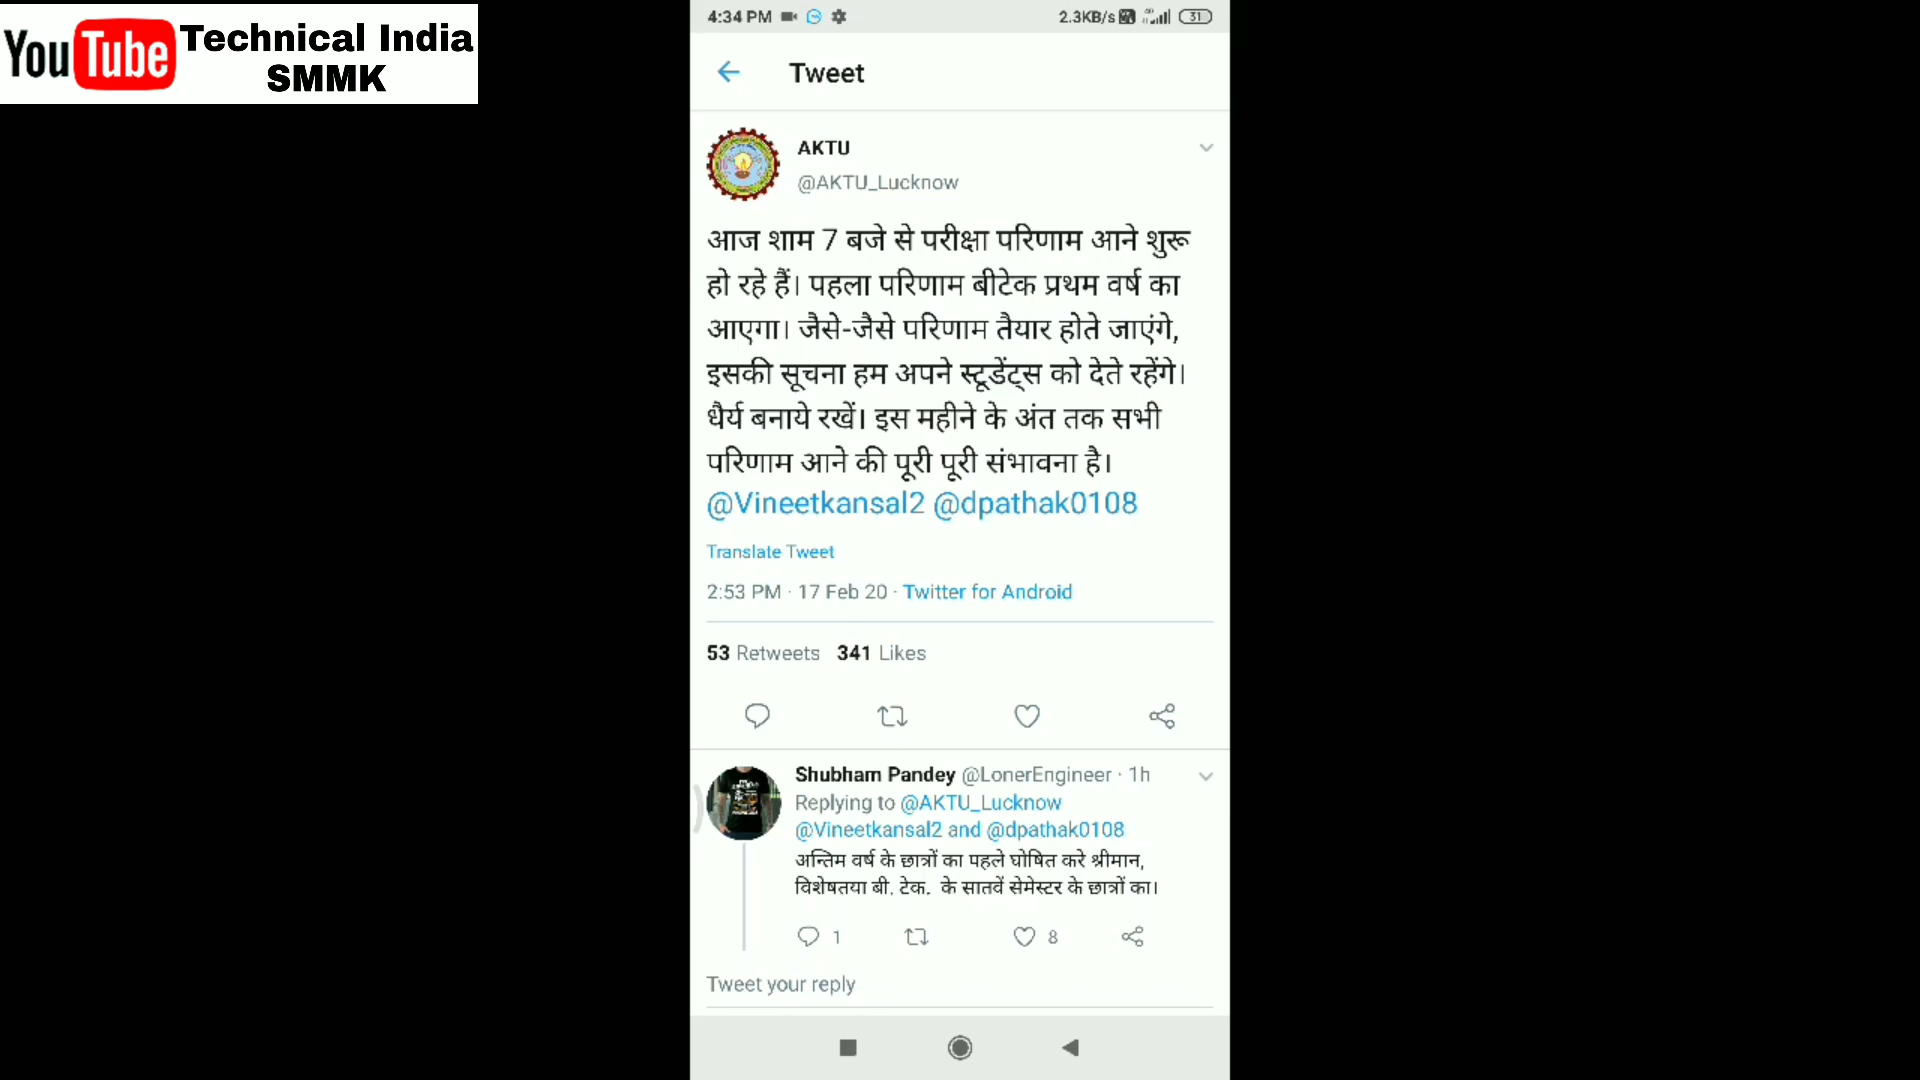 YouTube Technical India
SMMK
4:34 PM 2.3KB/s 31
Tweet
AKTU
@AKTU_Lucknow
आज शाम 7 बजे से परीक्षा परिणाम आने शुरू
हो रहे हैं। पहला परिणाम बीटेक प्रथम वर्ष का
आएगा। जैसे-जैसे परिणाम तैयार होते जाएंगे,
इसकी सूचना हम अपने स्टूडेंट्स को देते रहेंगे।
धैर्य बनाये रखें। इस महीने के अंत तक सभी
परिणाम आने की पूरी पूरी संभावना है।
@Vineetkansal2 @dpathak0108
Translate Tweet
2:53 PM · 17 Feb 20 · Twitter for Android
53 Retweets 341 Likes
Shubham Pandey @LonerEngineer · 1h
Replying to @AKTU_Lucknow
@Vineetkansal2 and @dpathak0108
अन्तिम वर्ष के छात्रों का पहले घोषित करे श्रीमान,
विशेषतया बी. टेक. के सातवें सेमेस्टर के छात्रों का।
1 8
Tweet your reply